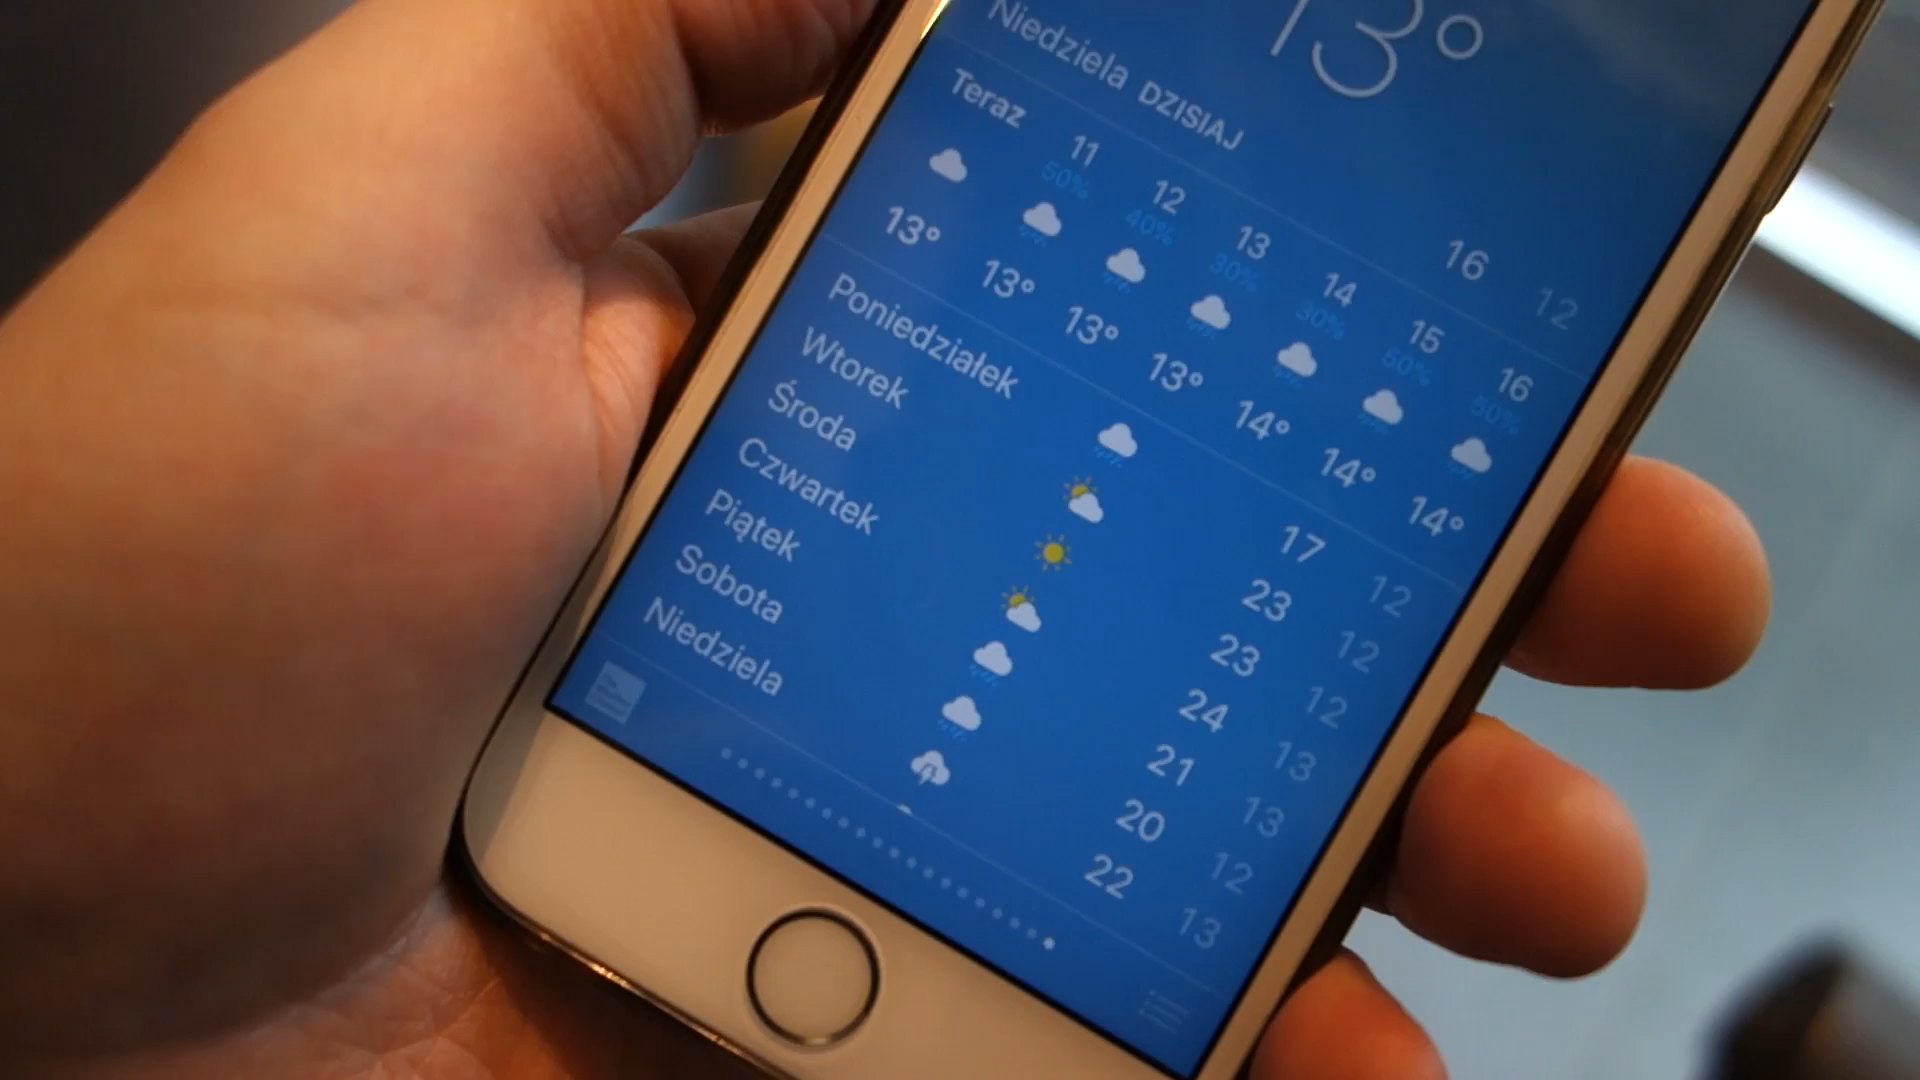 13°
Niedziela DZISIAJ 16 12
Teraz 11 12 13 14 15 16
50% 40% 30% 30% 50% 50%
13° 13° 13° 13° 14° 14° 14°
Poniedziałek 17 12
Wtorek 23 12
Środa 23 12
Czwartek 24 13
Piątek 21 13
Sobota 20 12
Niedziela 22 13